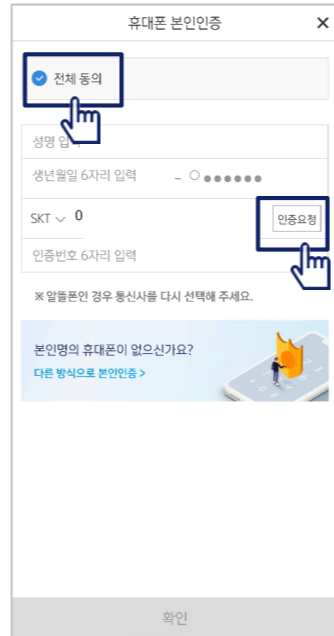 휴대폰 본인인증
전체 동의
성명 입력
생년월일 6자리 입력 - ○●●●●●●
SKT 0 인증요청
인증번호 6자리 입력
※ 알뜰폰인 경우 통신사를 다시 선택해 주세요.
본인명의 휴대폰이 없으신가요?
다른 방식으로 본인인증 >
확인